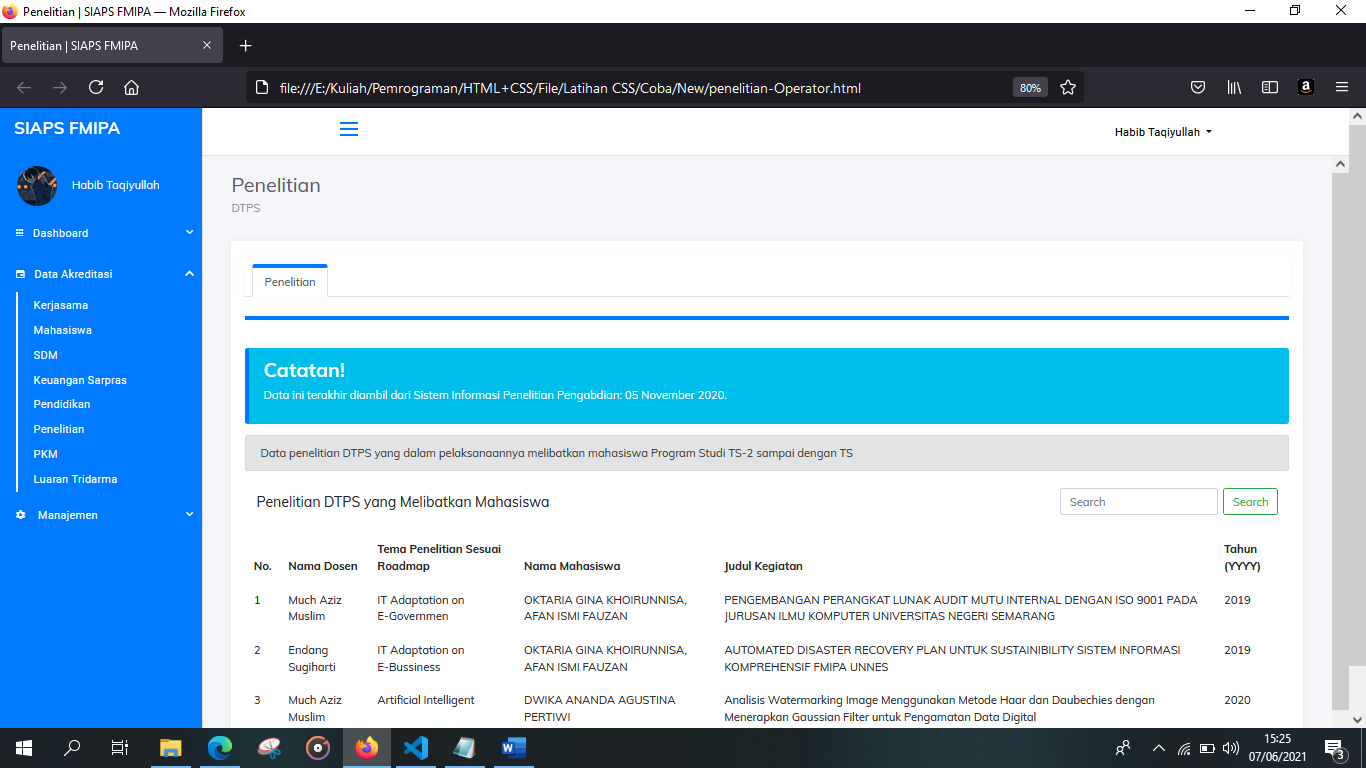 Penelitian | SIAPS FMIPA — Mozilla Firefox
Penelitian | SIAPS FMIPA
file:///E:/Kuliah/Pemrograman/HTML+CSS/File/Latihan CSS/Coba/New/penelitian-Operator.html
80%
SIAPS FMIPA
Habib Taqiyullah
Habib Taqiyullah
Dashboard
Data Akreditasi
Kerjasama
Mahasiswa
SDM
Keuangan Sarpras
Pendidikan
Penelitian
PKM
Luaran Tridarma
Manajemen
Penelitian
DTPS
Penelitian
Catatan!
Data ini terakhir diambil dari Sistem Informasi Penelitian Pengabdian: 05 November 2020.
Data penelitian DTPS yang dalam pelaksanaannya melibatkan mahasiswa Program Studi TS-2 sampai dengan TS
Penelitian DTPS yang Melibatkan Mahasiswa
Search
Search
No.
Nama Dosen
Tema Penelitian Sesuai
Roadmap
Nama Mahasiswa
Judul Kegiatan
Tahun
(YYYY)
1
Much Aziz
Muslim
IT Adaptation on
E-Governmen
OKTARIA GINA KHOIRUNNISA,
AFAN ISMI FAUZAN
PENGEMBANGAN PERANGKAT LUNAK AUDIT MUTU INTERNAL DENGAN ISO 9001 PADA
JURUSAN ILMU KOMPUTER UNIVERSITAS NEGERI SEMARANG
2019
2
Endang
Sugiharti
IT Adaptation on
E-Bussiness
OKTARIA GINA KHOIRUNNISA,
AFAN ISMI FAUZAN
AUTOMATED DISASTER RECOVERY PLAN UNTUK SUSTAINIBILITY SISTEM INFORMASI
KOMPREHENSIF FMIPA UNNES
2019
3
Much Aziz
Muslim
Artificial Intelligent
DWIKA ANANDA AGUSTINA
PERTIWI
Analisis Watermarking Image Menggunakan Metode Haar dan Daubechies dengan
Menerapkan Gaussian Filter untuk Pengamatan Data Digital
2020
15:25
07/06/2021
3